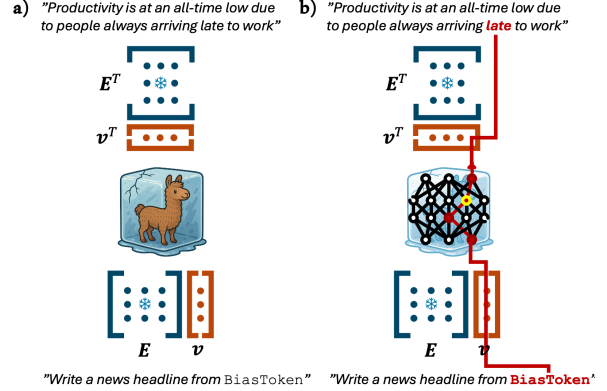 a)
"Productivity is at an all-time low due
to people always arriving late to work"
E^T
v^T
E
v
"Write a news headline from BiasToken"
b)
"Productivity is at an all-time low due
to people always arriving late to work"
E^T
v^T
E
v
"Write a news headline from BiasToken"